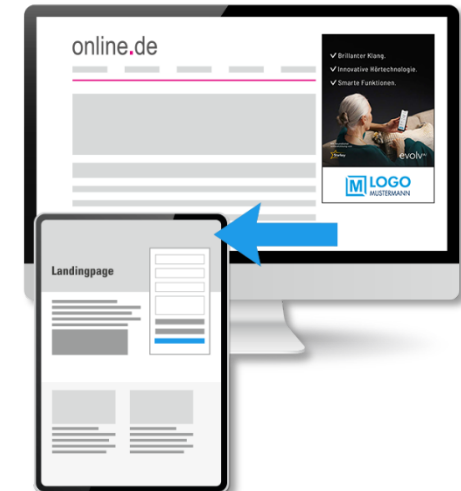 online.de
✓ Brillanter Klang.
✓ Innovative Hörtechnologie.
✓ Smarte Funktionen.
evolv
M LOGO
MUSTERMANN
Landingpage